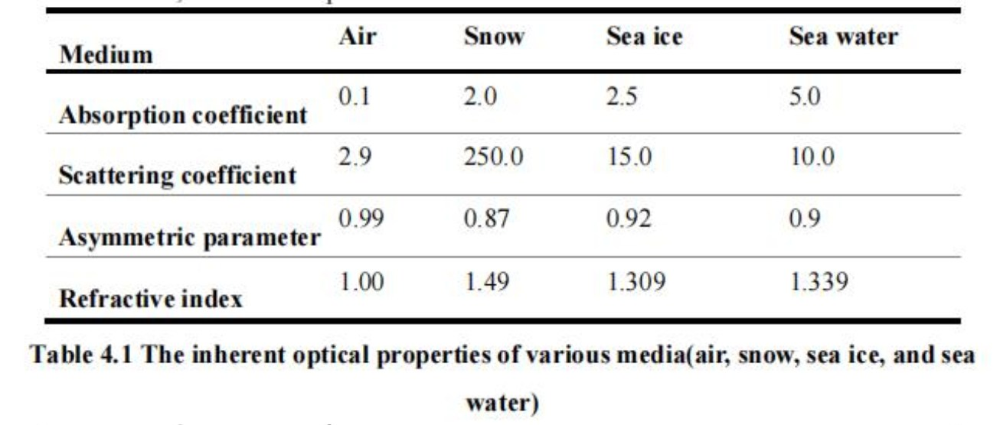 Medium Air Snow Sea ice Sea water
Absorption coefficient 0.1 2.0 2.5 5.0
Scattering coefficient 2.9 250.0 15.0 10.0
Asymmetric parameter 0.99 0.87 0.92 0.9
Refractive index 1.00 1.49 1.309 1.339
Table 4.1 The inherent optical properties of various media(air, snow, sea ice, and sea
water)